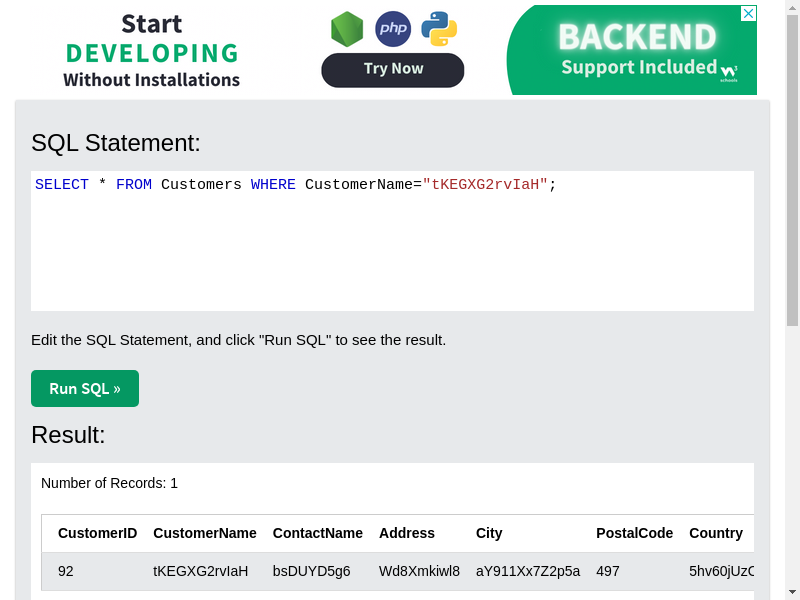 Start
DEVELOPING
Without Installations
php
Try Now
BACKEND
Support Included
w3
schools
SQL Statement:
SELECT * FROM Customers WHERE CustomerName="tKEGXG2rvIaH";
Edit the SQL Statement, and click "Run SQL" to see the result.
Run SQL »
Result:
Number of Records: 1
CustomerID CustomerName ContactName Address City PostalCode Country
92 tKEGXG2rvIaH bsDUYD5g6 Wd8Xmkiwl8 aY911Xx7Z2p5a 497